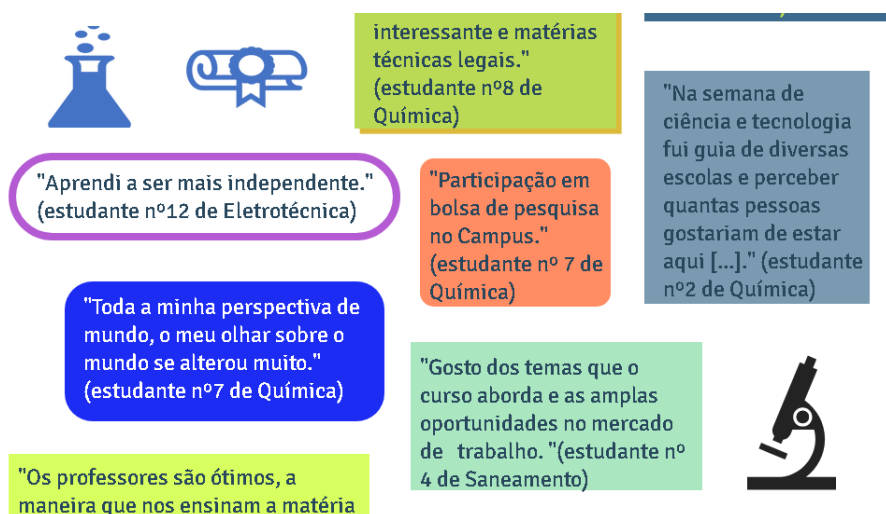 interessante e matérias
técnicas legais."
(estudante nº8 de
Química)
"Na semana de
ciência e tecnologia
fui guia de diversas
escolas e perceber
quantas pessoas
gostariam de estar
aqui [...]." (estudante
nº2 de Química)
"Aprendi a ser mais independente."
(estudante nº12 de Eletrotécnica)
"Participação em
bolsa de pesquisa
no Campus."
(estudante nº 7 de
Química)
"Toda a minha perspectiva de
mundo, o meu olhar sobre o
mundo se alterou muito."
(estudante nº7 de Química)
"Gosto dos temas que o
curso aborda e as amplas
oportunidades no mercado
de trabalho. "(estudante nº
4 de Saneamento)
"Os professores são ótimos, a
maneira que nos ensinam a matéria